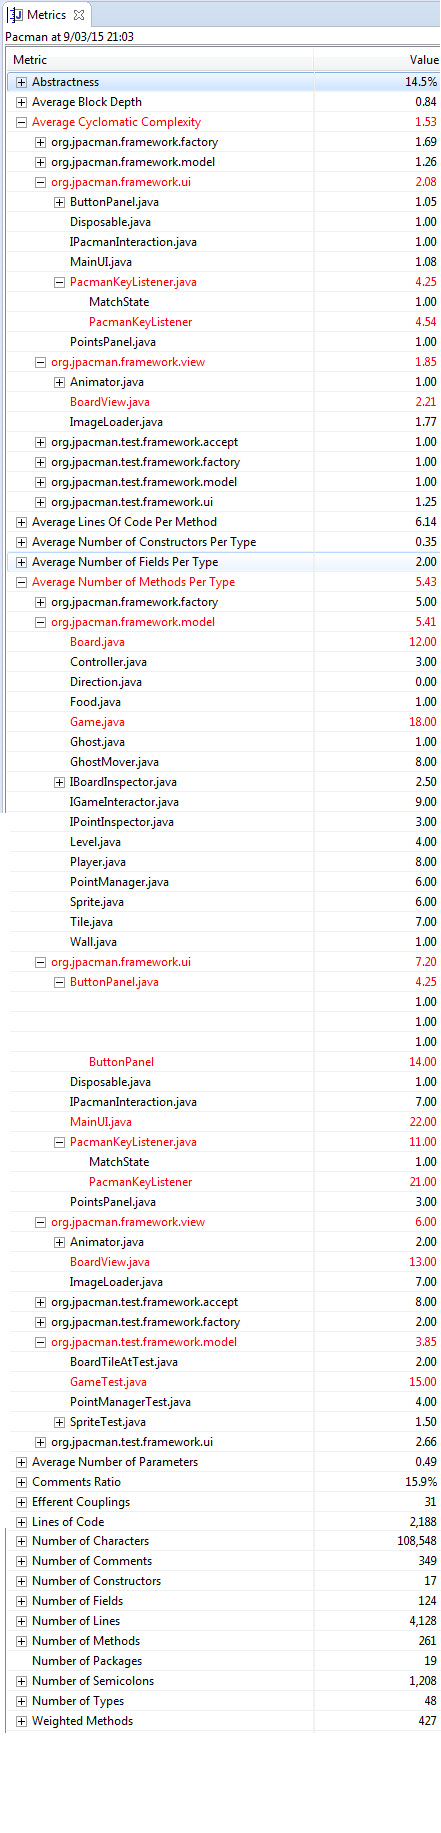 Metrics
Pacman at 9/03/15 21:03
Metric Value
Abstractness 14.5%
Average Block Depth 0.84
Average Cyclomatic Complexity 1.53
org.jpacman.framework.factory 1.69
org.jpacman.framework.model 1.26
org.jpacman.framework.ui 2.08
ButtonPanel.java 1.05
Disposable.java 1.00
IPacmanInteraction.java 1.00
MainUI.java 1.08
PacmanKeyListener.java 4.25
MatchState 1.00
PacmanKeyListener 4.54
PointsPanel.java 1.00
org.jpacman.framework.view 1.85
Animator.java 1.00
BoardView.java 2.21
ImageLoader.java 1.77
org.jpacman.test.framework.accept 1.00
org.jpacman.test.framework.factory 1.00
org.jpacman.test.framework.model 1.00
org.jpacman.test.framework.ui 1.25
Average Lines Of Code Per Method 6.14
Average Number of Constructors Per Type 0.35
Average Number of Fields Per Type 2.00
Average Number of Methods Per Type 5.43
org.jpacman.framework.factory 5.00
org.jpacman.framework.model 5.41
Board.java 12.00
Controller.java 3.00
Direction.java 0.00
Food.java 1.00
Game.java 18.00
Ghost.java 1.00
GhostMover.java 8.00
IBoardInspector.java 2.50
IGameInteractor.java 9.00
IPointInspector.java 3.00
Level.java 4.00
Player.java 8.00
PointManager.java 6.00
Sprite.java 6.00
Tile.java 7.00
Wall.java 1.00
org.jpacman.framework.ui 7.20
ButtonPanel.java 4.25
1.00
1.00
1.00
ButtonPanel 14.00
Disposable.java 1.00
IPacmanInteraction.java 7.00
MainUI.java 22.00
PacmanKeyListener.java 11.00
MatchState 1.00
PacmanKeyListener 21.00
PointsPanel.java 3.00
org.jpacman.framework.view 6.00
Animator.java 2.00
BoardView.java 13.00
ImageLoader.java 7.00
org.jpacman.test.framework.accept 8.00
org.jpacman.test.framework.factory 2.00
org.jpacman.test.framework.model 3.85
BoardTileAtTest.java 2.00
GameTest.java 15.00
PointManagerTest.java 4.00
SpriteTest.java 1.50
org.jpacman.test.framework.ui 2.66
Average Number of Parameters 0.49
Comments Ratio 15.9%
Efferent Couplings 31
Lines of Code 2,188
Number of Characters 108,548
Number of Comments 349
Number of Constructors 17
Number of Fields 124
Number of Lines 4,128
Number of Methods 261
Number of Packages 19
Number of Semicolons 1,208
Number of Types 48
Weighted Methods 427